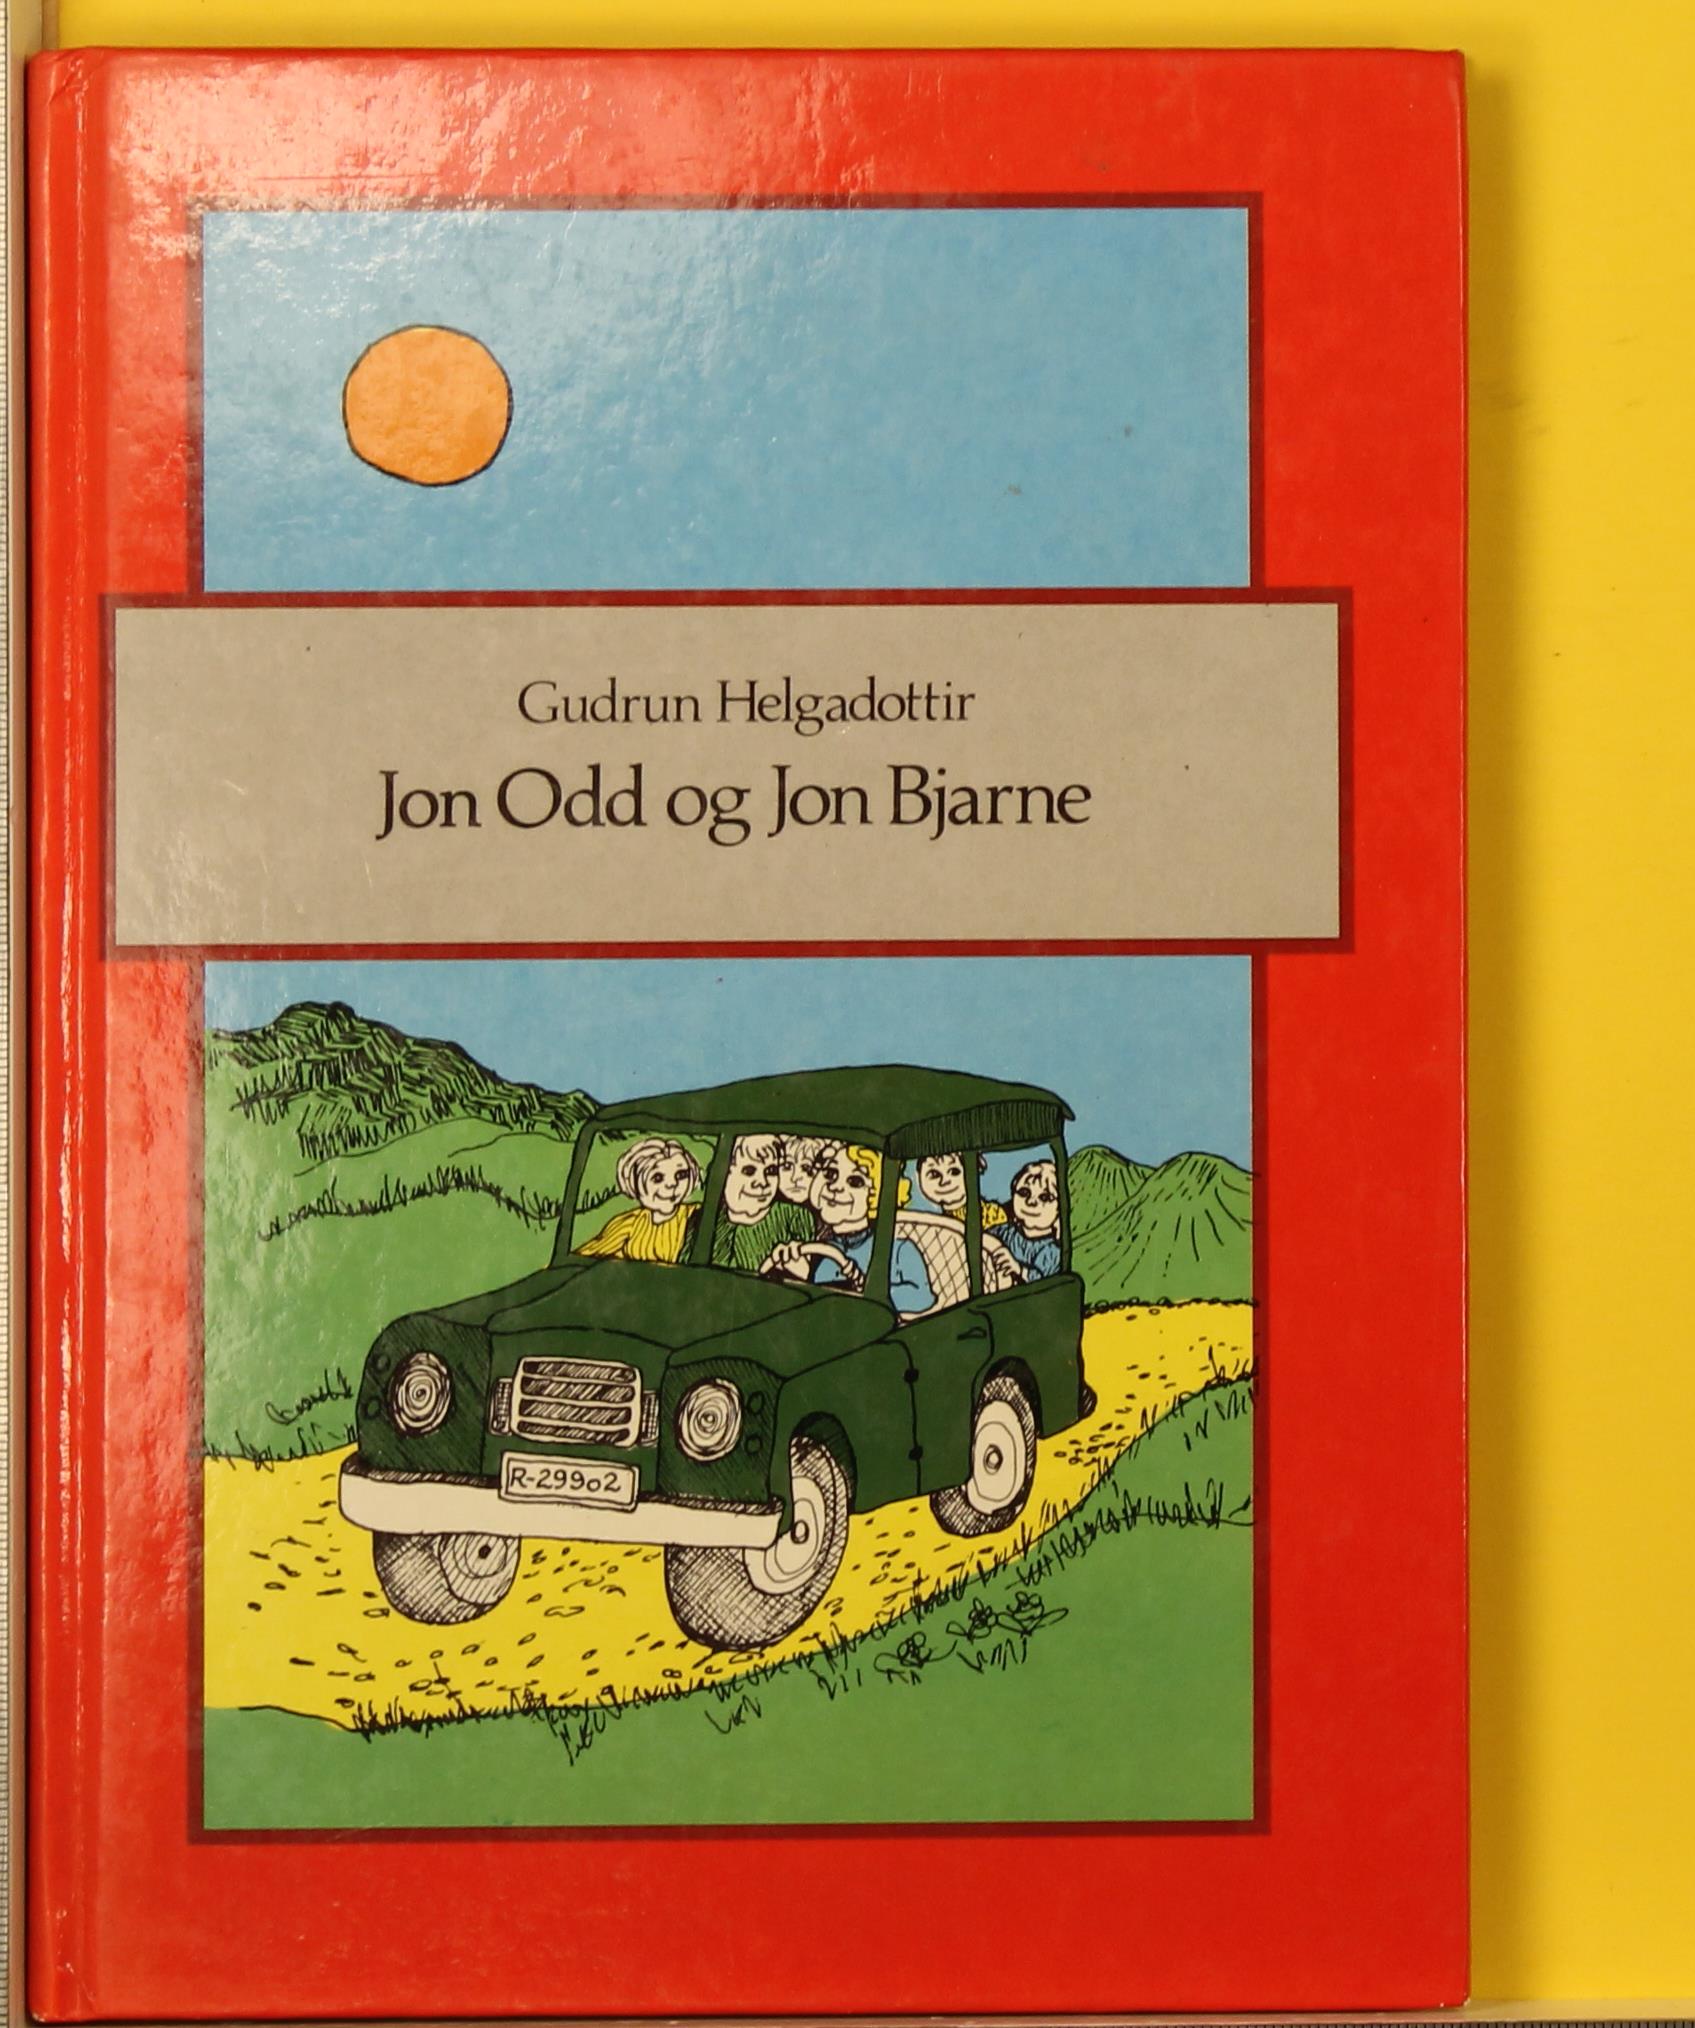 Gudrun Helgadottir
Jon Odd og Jon Bjarne
R-29902